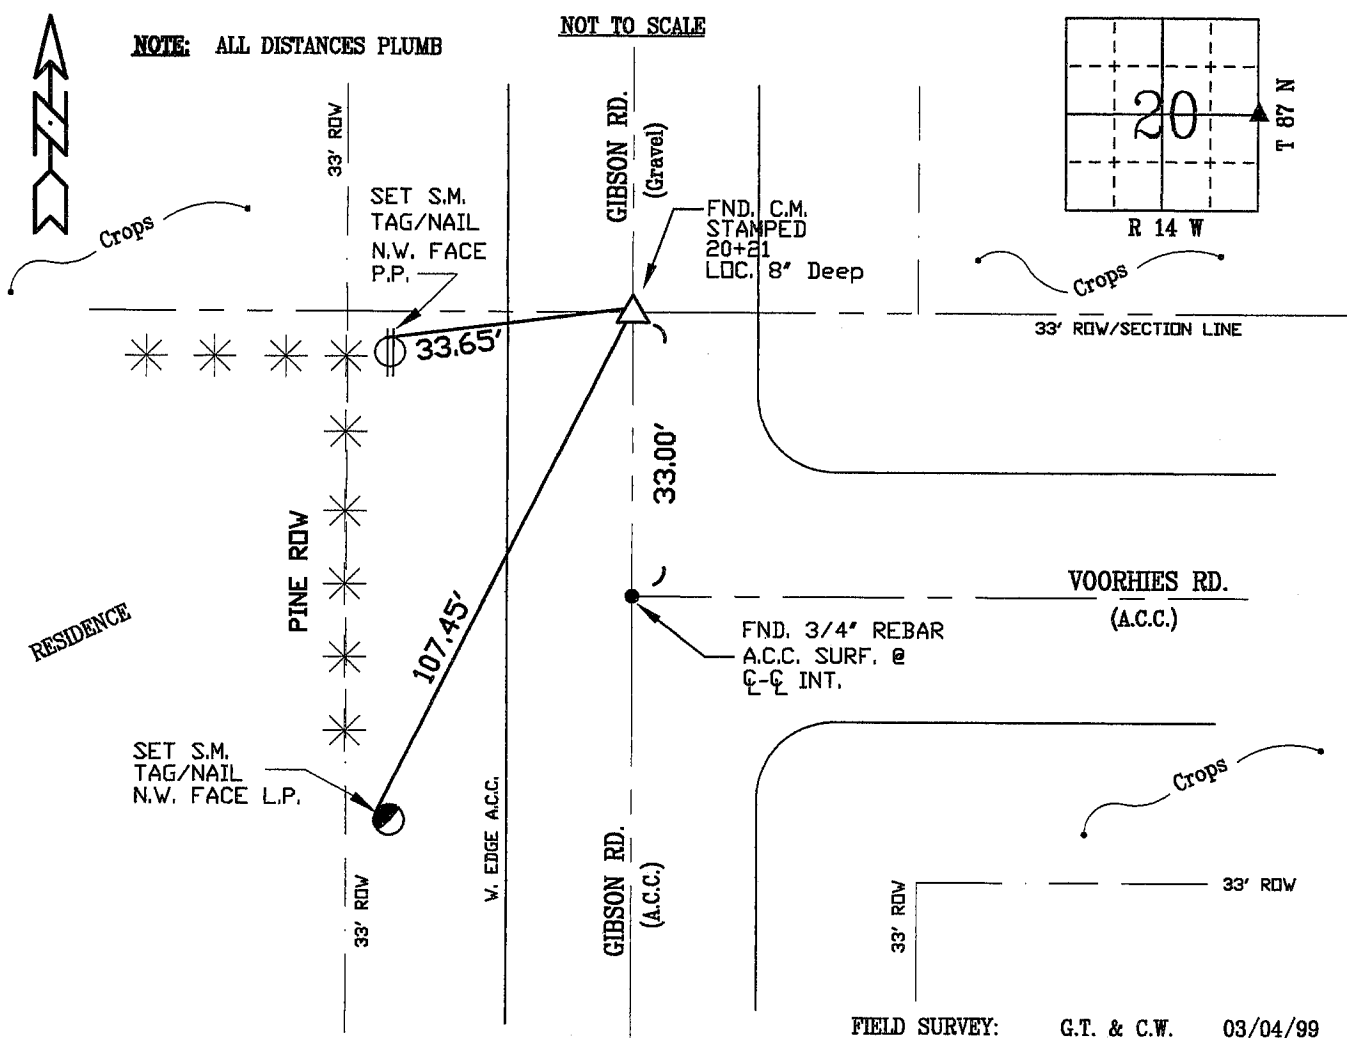 NOT TO SCALE
NOTE: ALL DISTANCES PLUMB
N
20
T 87 N
R 14 W
33' ROW
GIBSON RD.
(Gravel)
SET S.M.
TAG/NAIL
N.W. FACE
P.P.
FND. C.M.
STAMPED
20+21
LOC. 8" Deep
Crops
Crops
33' ROW/SECTION LINE
33.65'
33.00'
PINE ROW
RESIDENCE
107.45'
VOORHIES RD.
(A.C.C.)
FND. 3/4" REBAR
A.C.C. SURF. @
℄-℄ INT.
SET S.M.
TAG/NAIL
N.W. FACE L.P.
W. EDGE A.C.C.
Crops
33' ROW
GIBSON RD.
(A.C.C.)
33' ROW
33' ROW
FIELD SURVEY: G.T. & C.W. 03/04/99